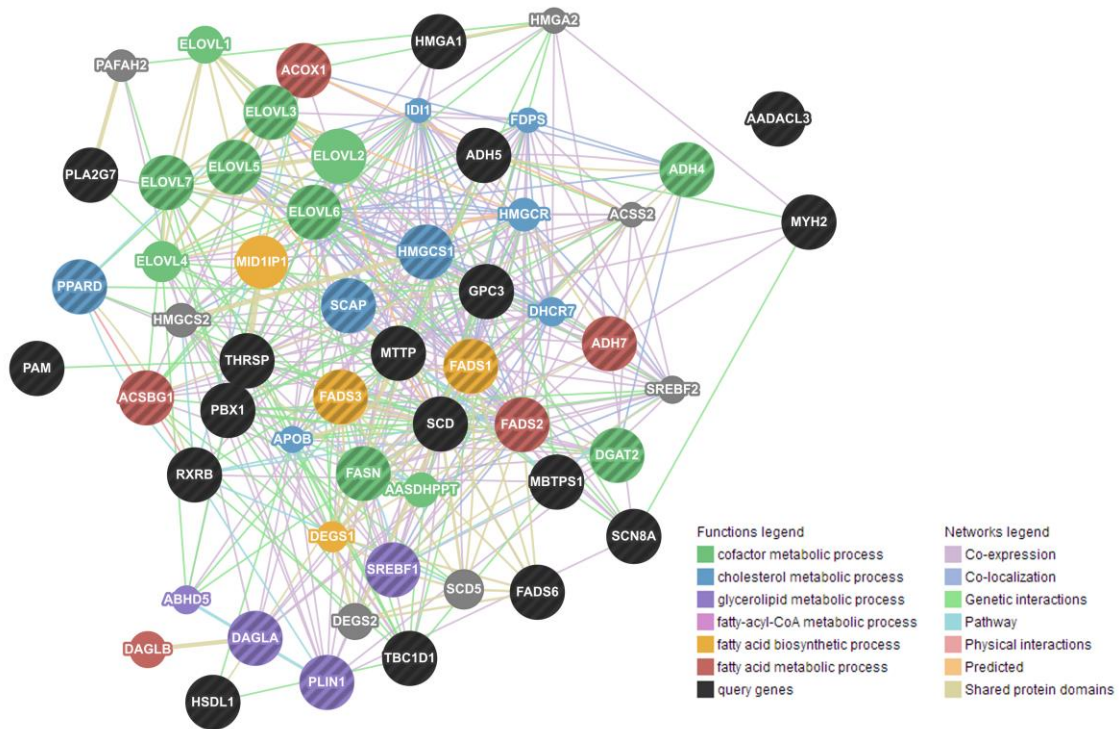 HMGA2
ELOVL1
HMGA1
PAFAH2
ACOX1
ELOVL3
IDI1
FDPS
AADACL3
ELOVL2
ADH5
ELOVL5
ADH4
PLA2G7
ELOVL7
ELOVL6
HMGCR
ACSS2
MYH2
HMGCS1
ELOVL4
MID1IP1
PPARD
GPC3
SCAP
DHCR7
HMGCS2
ADH7
THRSP
MTTP
FADS1
PAM
SREBF2
ACSBG1
FADS3
PBX1
SCD
FADS2
APOB
DGAT2
RXRB
FASN
AASDHPPT
MBTPS1
DEGS1
SCN8A
SREBF1
SCD5
FADS6
ABHD5
DEGS2
DAGLA
DAGLB
TBC1D1
PLIN1
HSDL1
Functions legend
cofactor metabolic process
cholesterol metabolic process
glycerolipid metabolic process
fatty-acyl-CoA metabolic process
fatty acid biosynthetic process
fatty acid metabolic process
query genes
Networks legend
Co-expression
Co-localization
Genetic interactions
Pathway
Physical interactions
Predicted
Shared protein domains